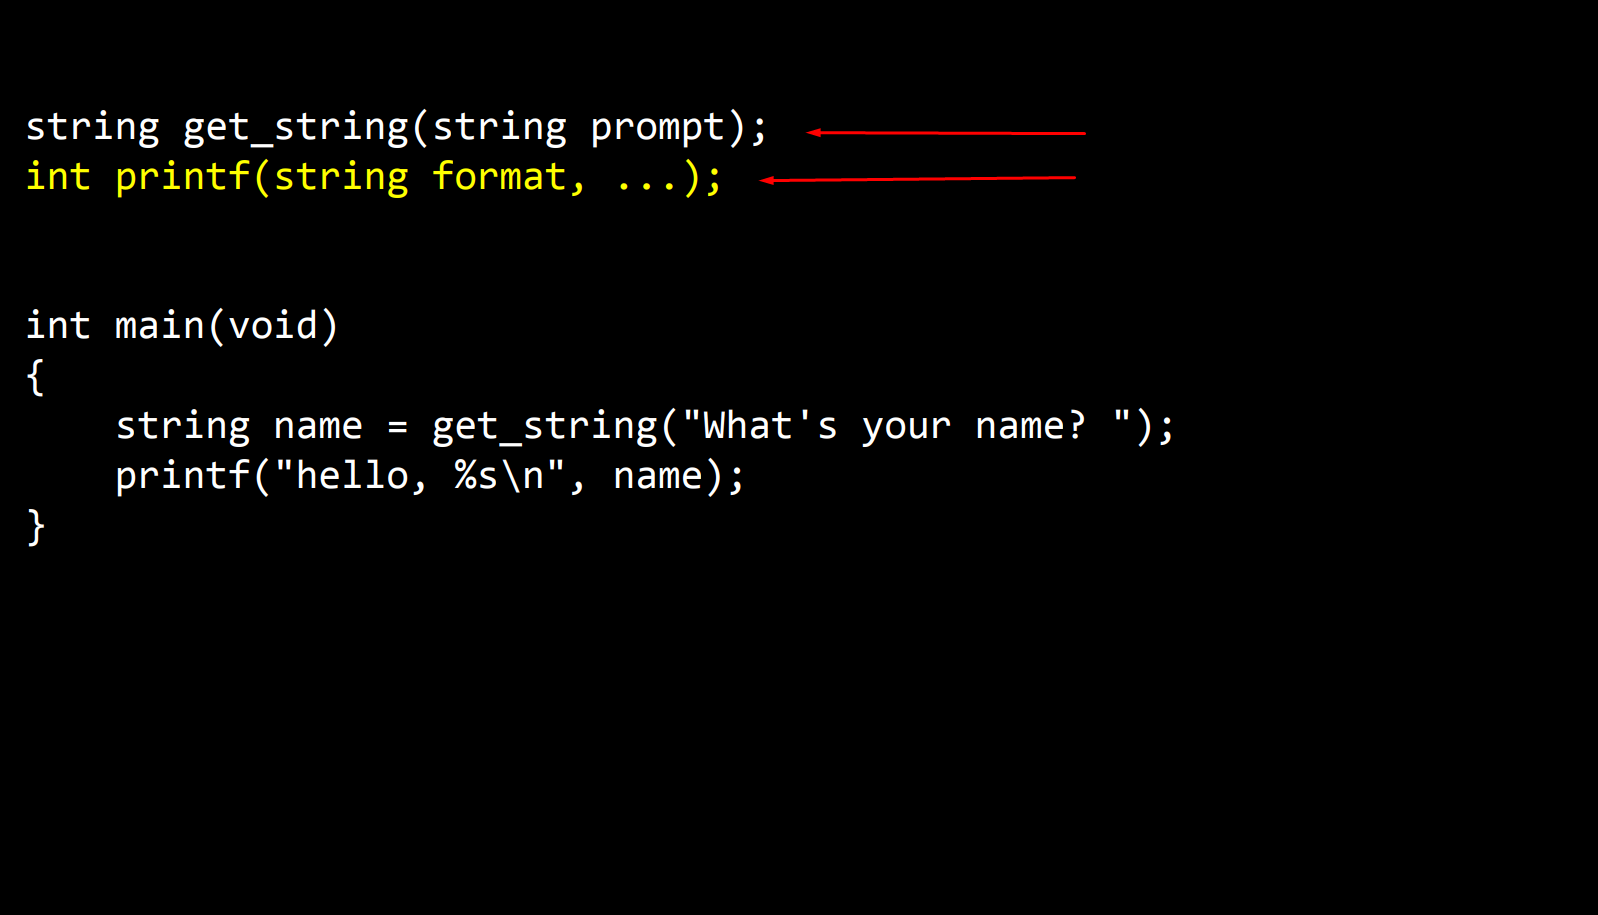 string get_string(string prompt);
int printf(string format, ...);
int main(void)
{
    string name = get_string("What's your name? ");
    printf("hello, %s\n", name);
}